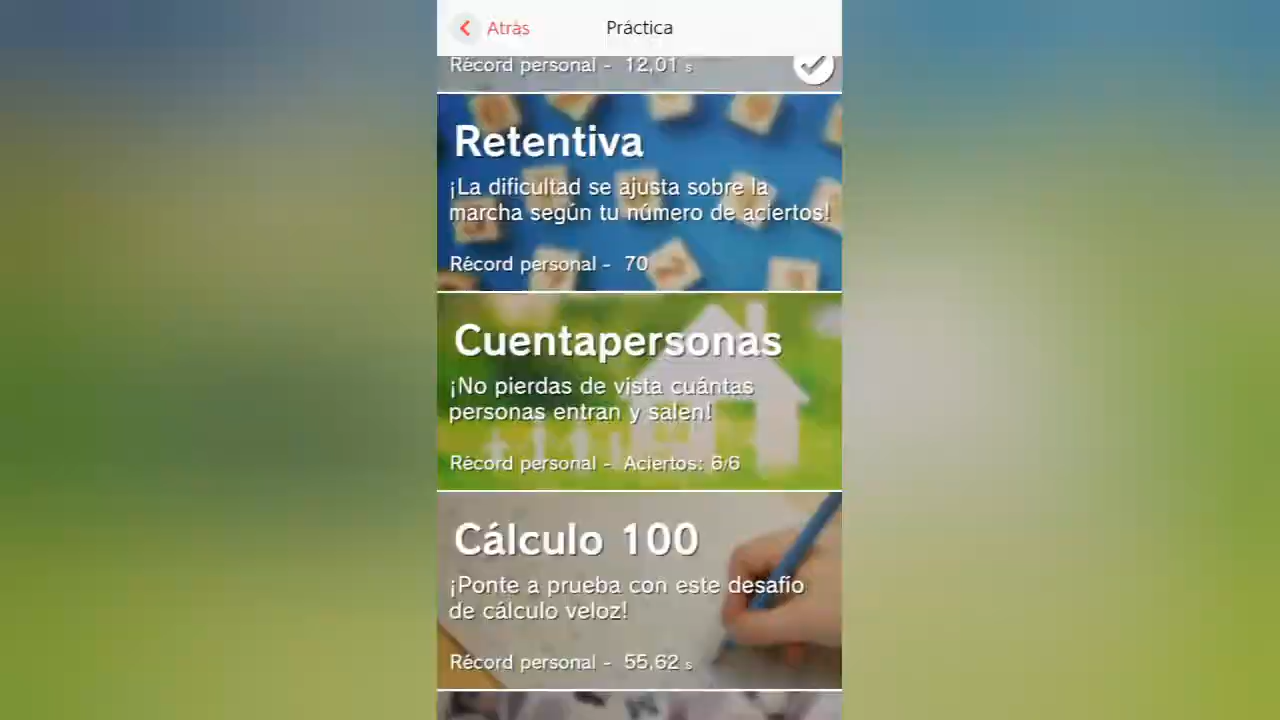 Atrás
Práctica
Récord personal - 12,01 s
Retentiva
¡La dificultad se ajusta sobre la
marcha según tu número de aciertos!
Récord personal - 70
Cuentapersonas
¡No pierdas de vista cuántas
personas entran y salen!
Récord personal - Aciertos: 6/6
Cálculo 100
¡Ponte a prueba con este desafío
de cálculo veloz!
Récord personal - 55,62 s